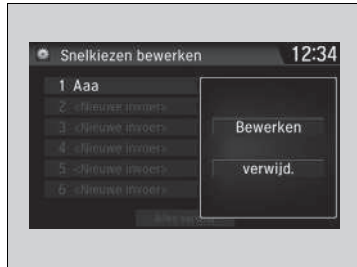 Snelkiezen bewerken 12:34
1 Aaa
2 <Nieuwe invoer>
3 <Nieuwe invoer>
4 <Nieuwe invoer>
5 <Nieuwe invoer>
6 <Nieuwe invoer>
Bewerken
verwijd.